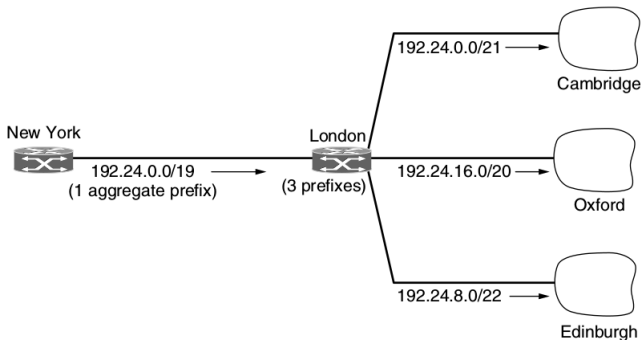 192.24.0.0/21
Cambridge
New York
London
192.24.0.0/19
(1 aggregate prefix)
(3 prefixes)
192.24.16.0/20
Oxford
192.24.8.0/22
Edinburgh